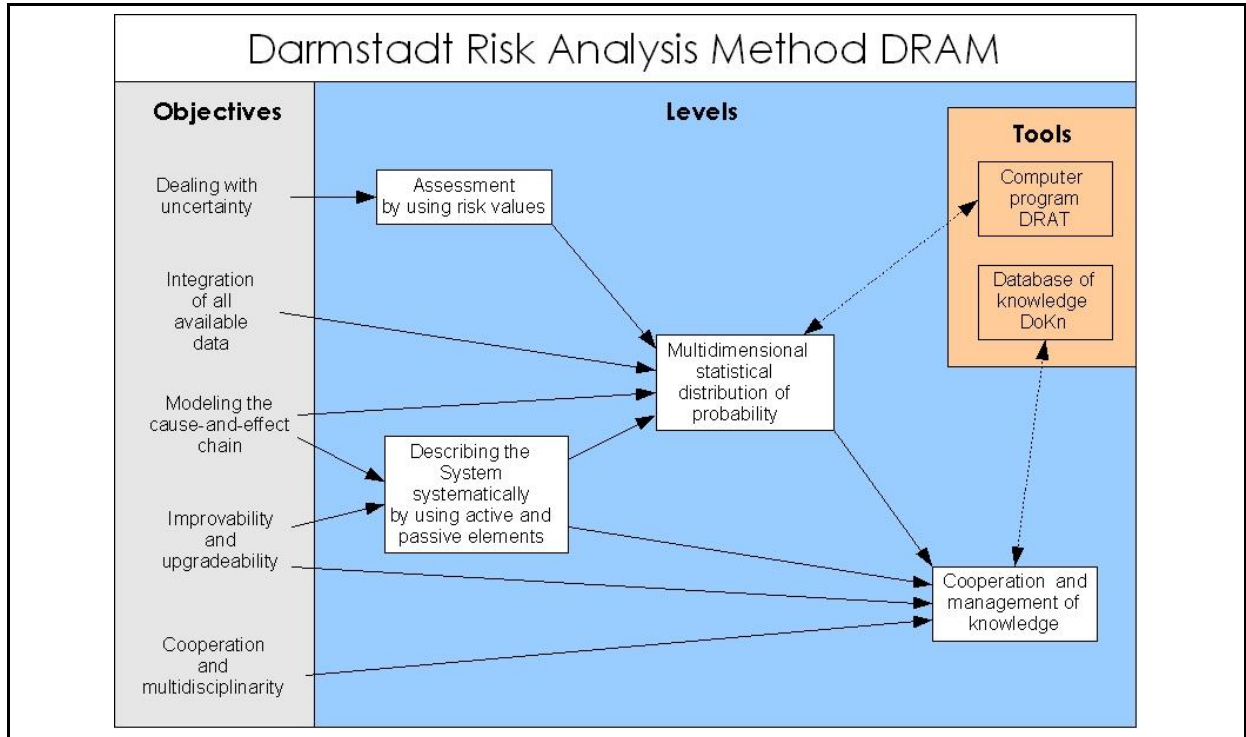 Darmstadt Risk Analysis Method DRAM
Objectives
Dealing with
uncertainty
Integration
of all
available
data
Modeling the
cause-and-effect
chain
Improvability
and
upgradeability
Cooperation
and
multidisciplinarity
Levels
Assessment
by using risk values
Multidimensional
statistical
distribution of
probability
Describing the
System
systematically
by using active and
passive elements
Cooperation and
management of
knowledge
Tools
Computer
program
DRAT
Database of
knowledge
DoKn